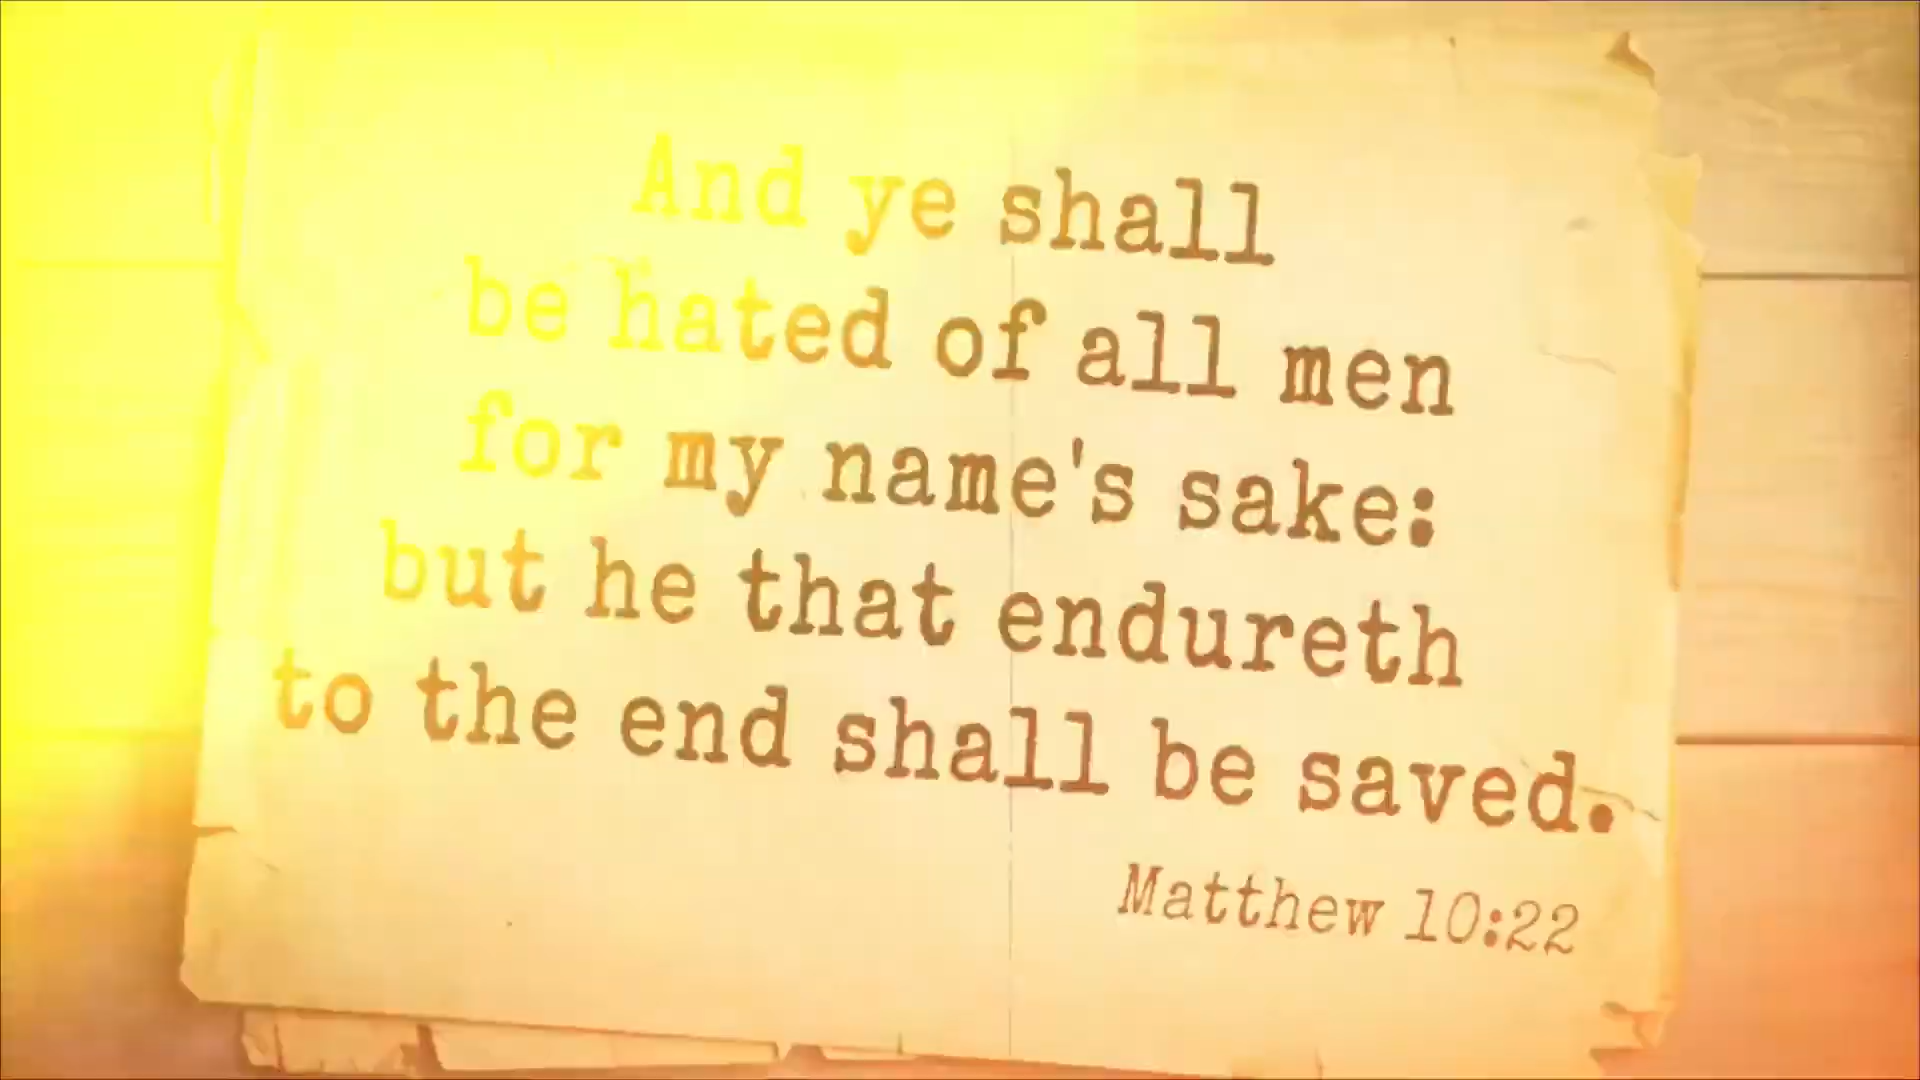 And ye shall
be hated of all men
for my name's sake:
but he that endureth
to the end shall be saved.
Matthew 10:22